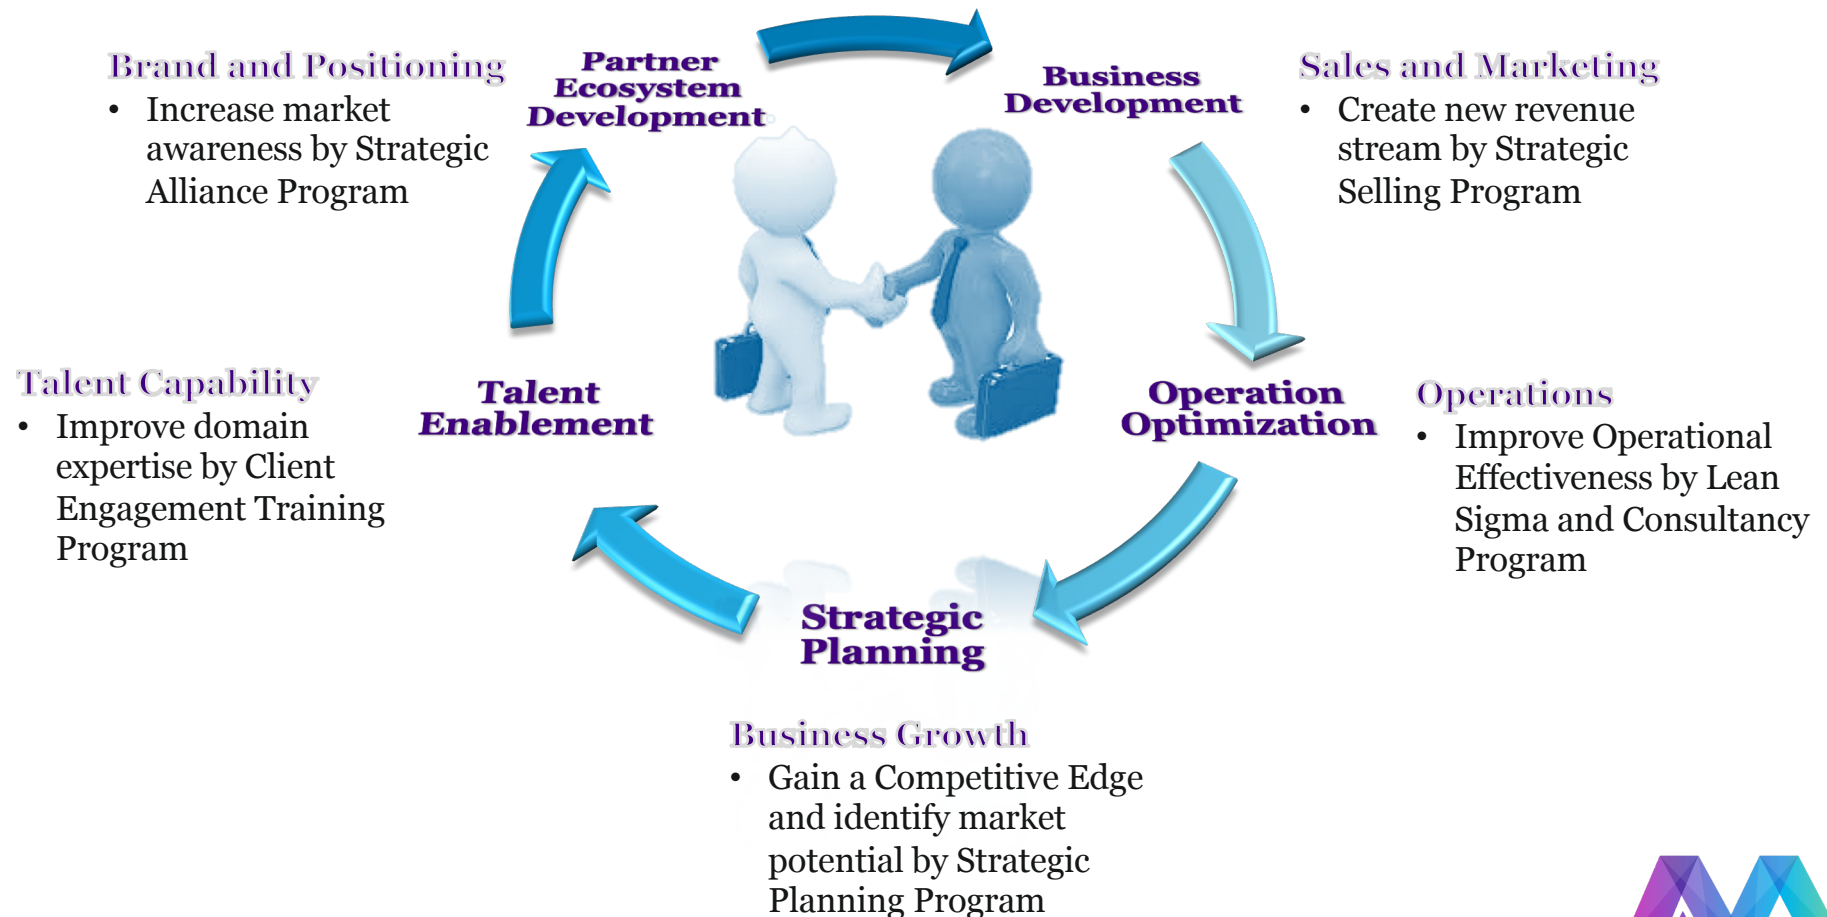 Brand and Positioning
• Increase market
awareness by Strategic
Alliance Program
Partner
Ecosystem
Development
Business
Development
Sales and Marketing
• Create new revenue
stream by Strategic
Selling Program
Talent Capability
• Improve domain
expertise by Client
Engagement Training
Program
Talent
Enablement
Operation
Optimization
Operations
• Improve Operational
Effectiveness by Lean
Sigma and Consultancy
Program
Strategic
Planning
Business Growth
• Gain a Competitive Edge
and identify market
potential by Strategic
Planning Program